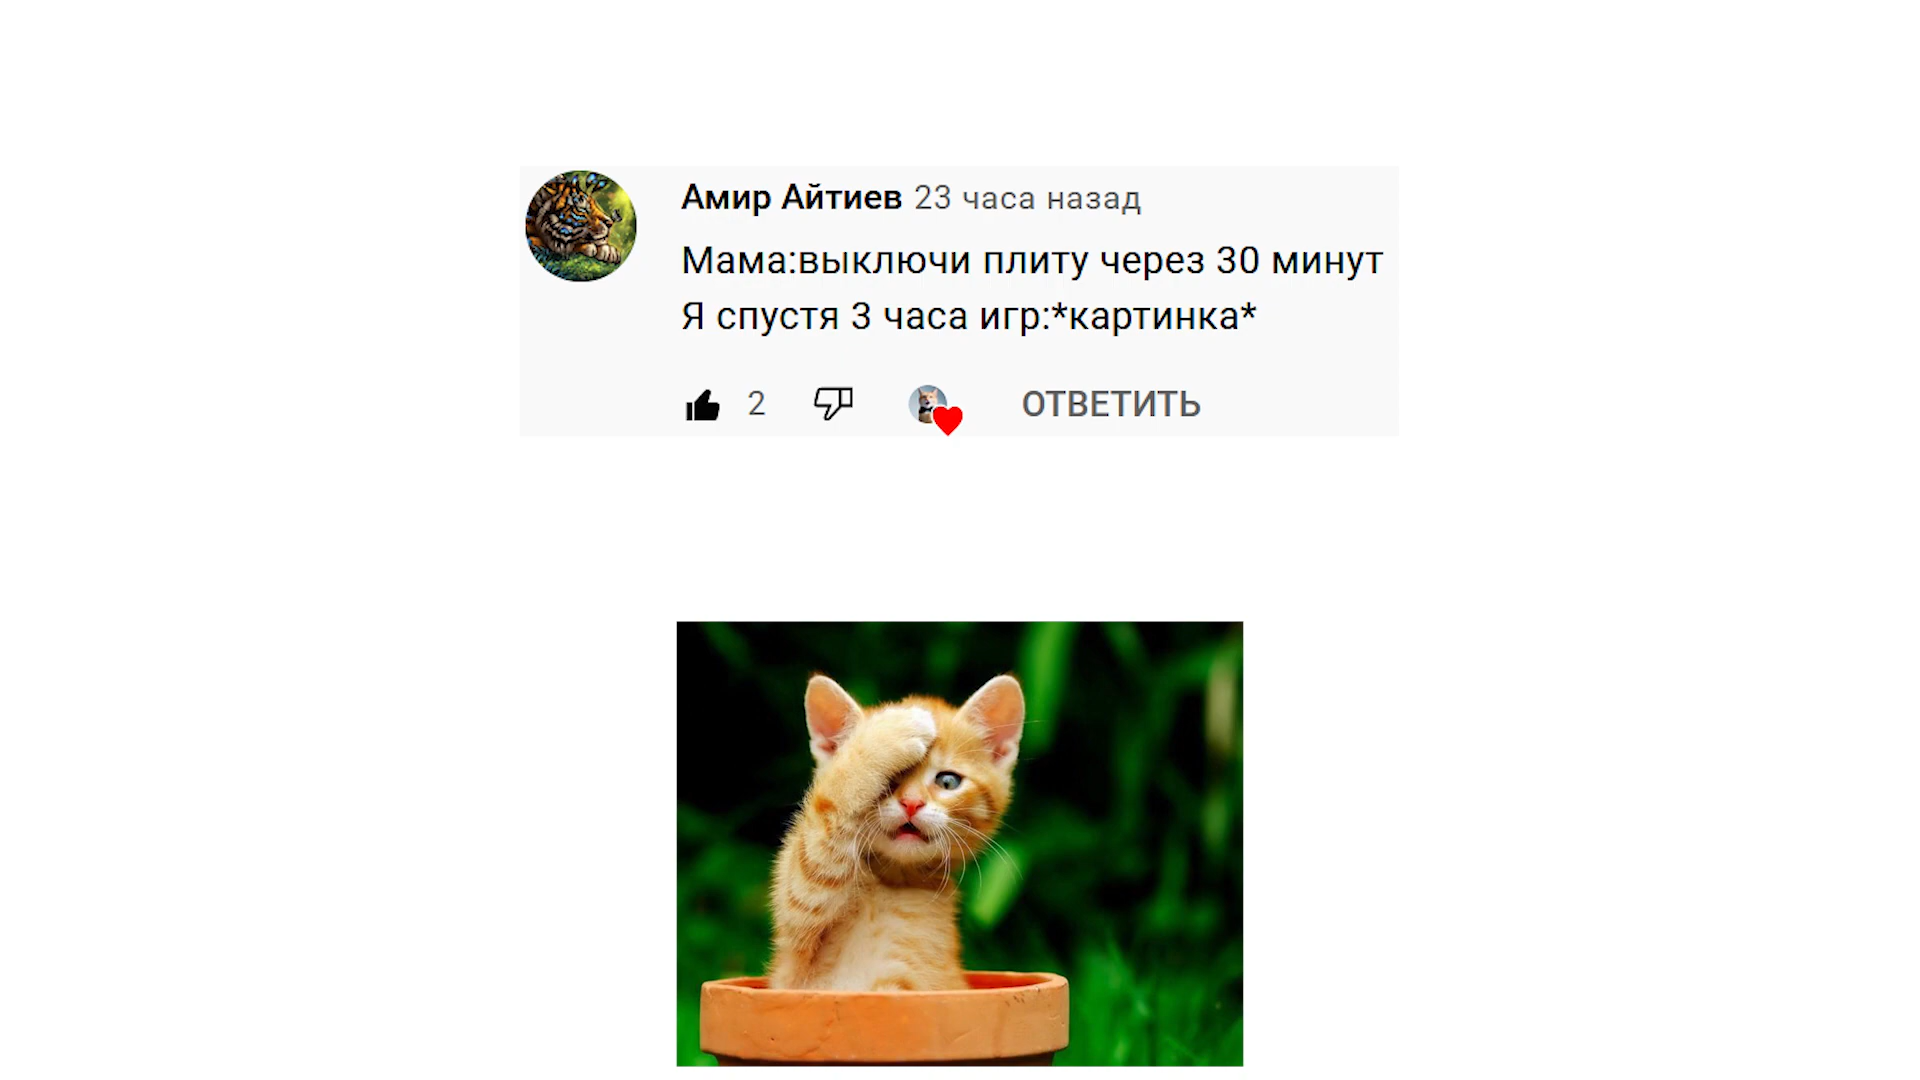 Амир Айтиев 23 часа назад
Мама:выключи плиту через 30 минут
Я спустя 3 часа игр:*картинка*
2 ОТВЕТИТЬ